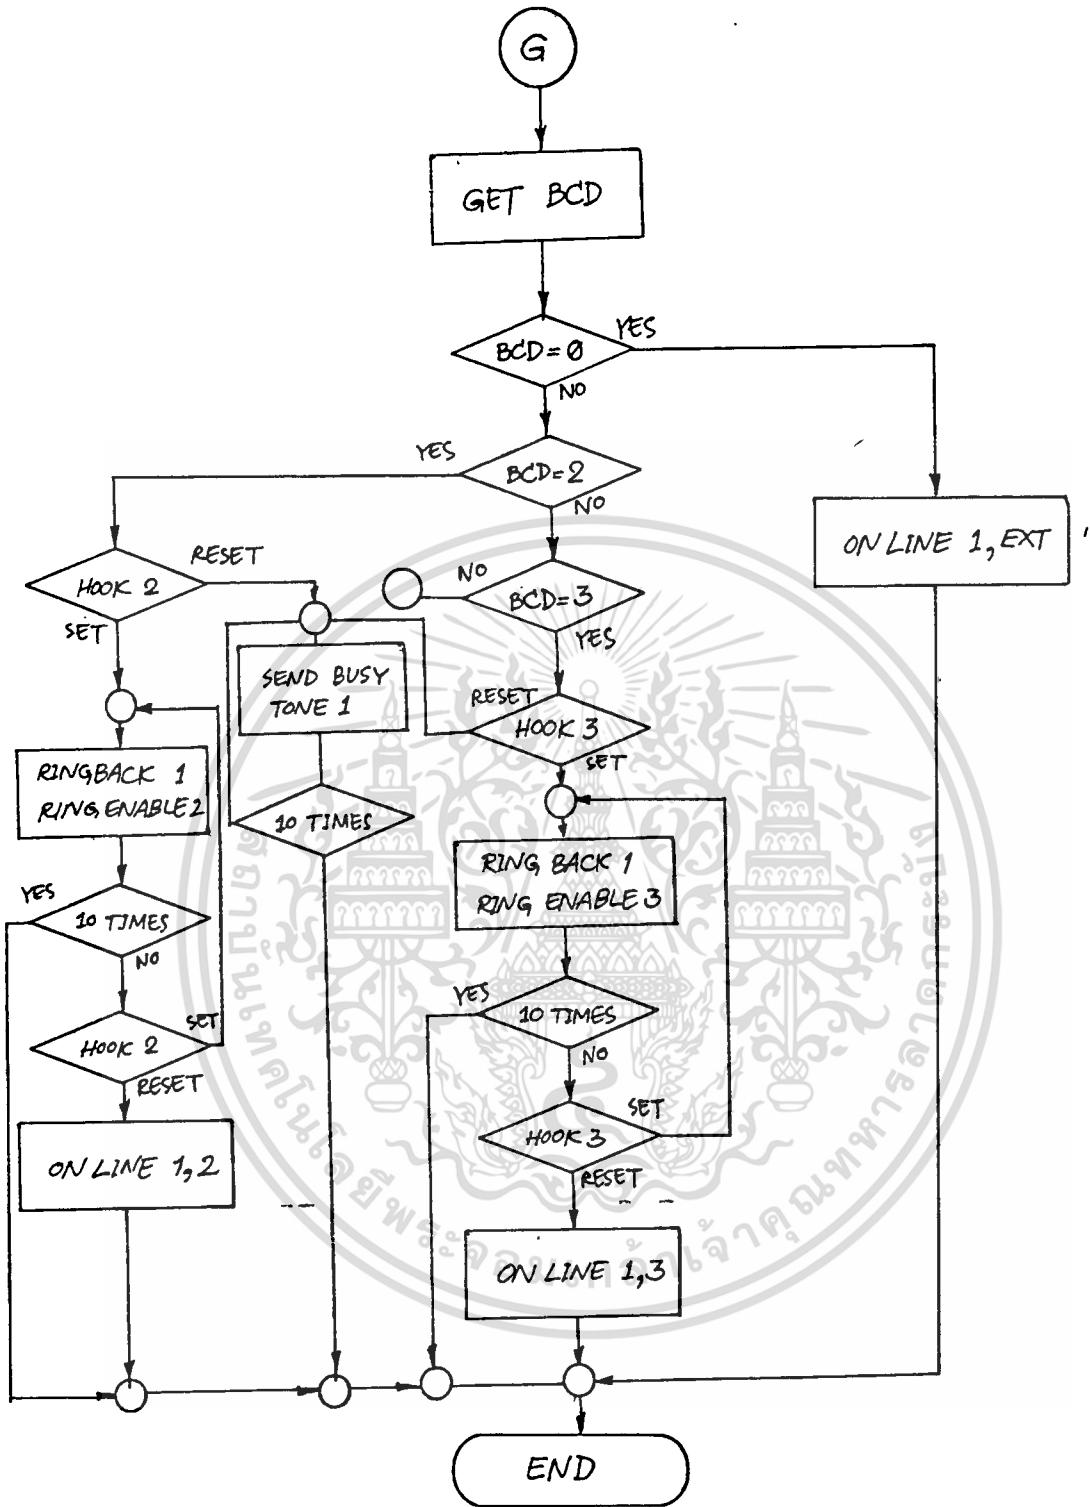 G
GET BCD
BCD=0
YES
NO
BCD=2
YES
NO
BCD=3
NO
YES
ON LINE 1, EXT
HOOK 2
RESET
SET
SEND BUSY
TONE 1
10 TIMES
HOOK 3
RESET
SET
RINGBACK 1
RING ENABLE 2
10 TIMES
YES
NO
HOOK 2
SET
RESET
ON LINE 1,2
RING BACK 1
RING ENABLE 3
10 TIMES
YES
NO
HOOK 3
SET
RESET
ON LINE 1,3
END